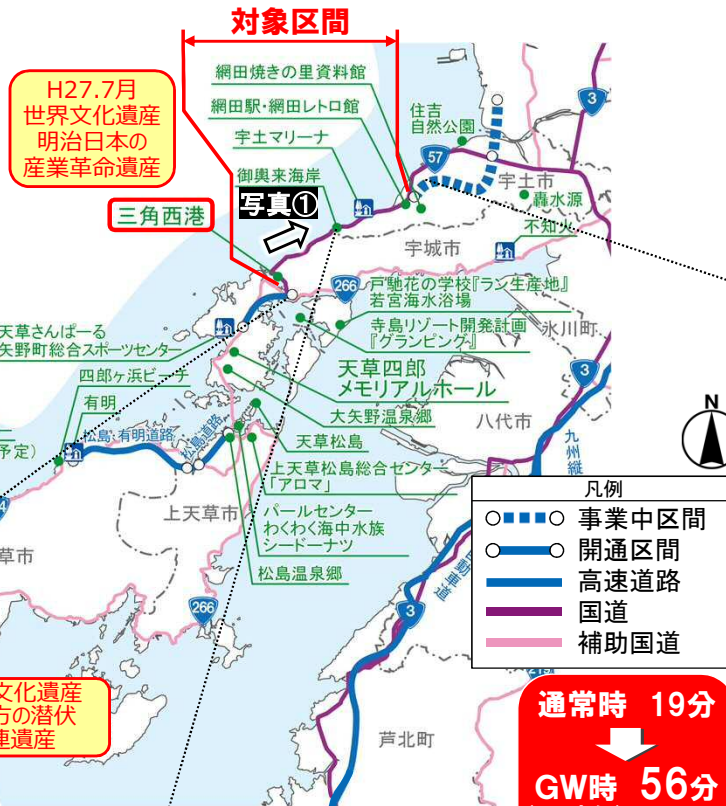 対象区間
H27.7月
世界文化遺産
明治日本の
産業革命遺産
網田焼きの里資料館
網田駅・網田レトロ館
宇土マリーナ
御輿来海岸
住吉
自然公園
3
57
宇土市
轟水源
写真①
三角西港
不知火
宇城市
266
戸馳花の学校『ラン生産地』
若宮海水浴場
寺島リゾート開発計画
『グランピング』
氷川町
天草さんぱーる
矢野町総合スポーツセンター
四郎ヶ浜ビーチ
有明
天草四郎
メモリアルホール
3
大矢野温泉郷
八代市
松島・有明道路
松島道路
天草松島
九州縦
予定)
上天草松島総合センター
「アロマ」
上天草市
パールセンター
わくわく海中水族
シードーナツ
松島温泉郷
草市
動車道
266
3
N
凡例
事業中区間
開通区間
高速道路
国道
補助国道
文化遺産
方の潜伏
連遺産
芦北町
通常時 19分
GW時 56分